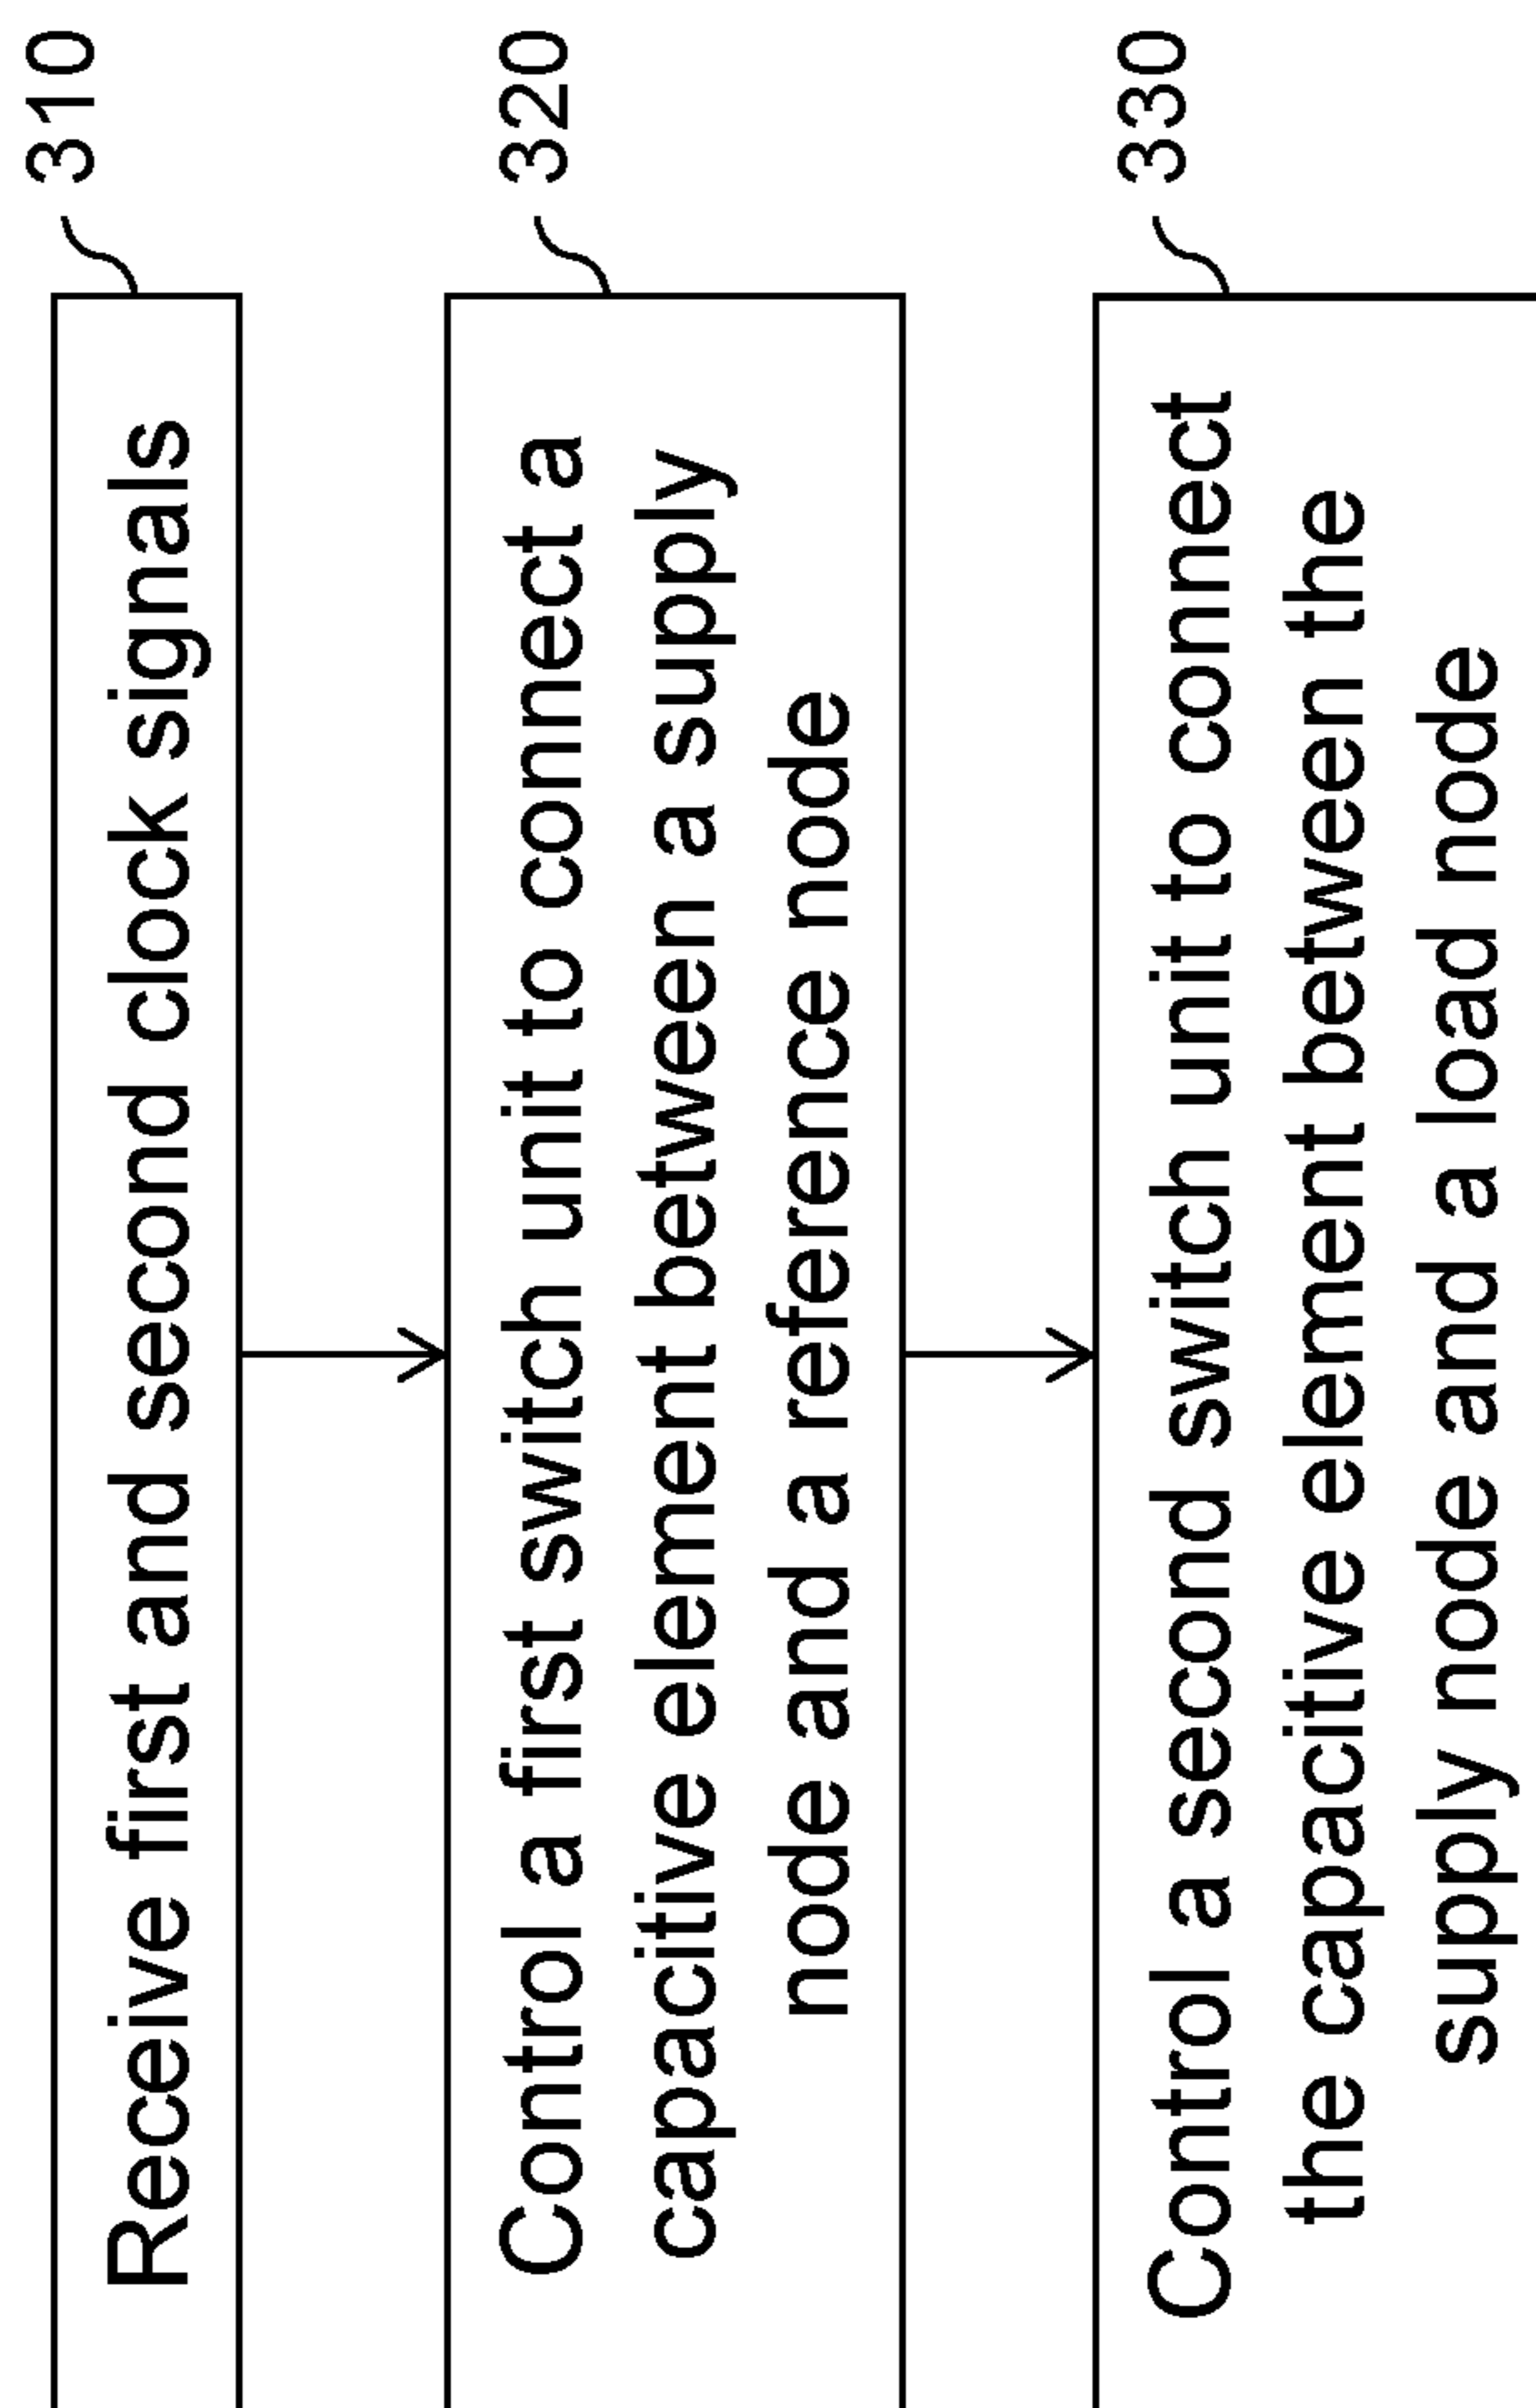 Receive first and second clock signals
310
Control a first switch unit to connect a
capacitive element between a supply
node and a reference node
320
Control a second switch unit to connect
the capacitive element between the
supply node and a load node
330